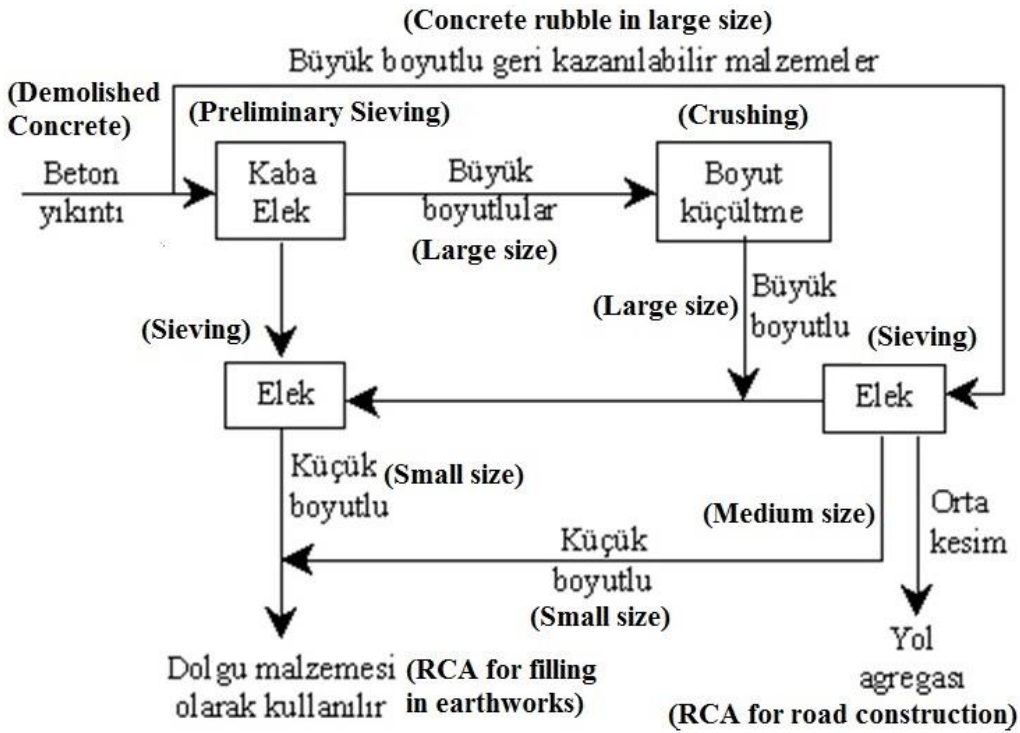 (Concrete rubble in large size)
Büyük boyutlu geri kazanılabilir malzemeler
(Demolished
Concrete)
(Preliminary Sieving)
(Crushing)
Beton
yıkıntı
Kaba
Elek
Büyük
boyutlular
(Large size)
Boyut
küçültme
(Large size)
Büyük
boyutlu
(Sieving)
(Sieving)
Elek
Elek
Küçük
boyutlu
(Small size)
(Medium size)
Orta
kesim
Küçük
boyutlu
(Small size)
Dolgu malzemesi
olarak kullanılır
(RCA for filling
in earthworks)
Yol
agregası
(RCA for road construction)